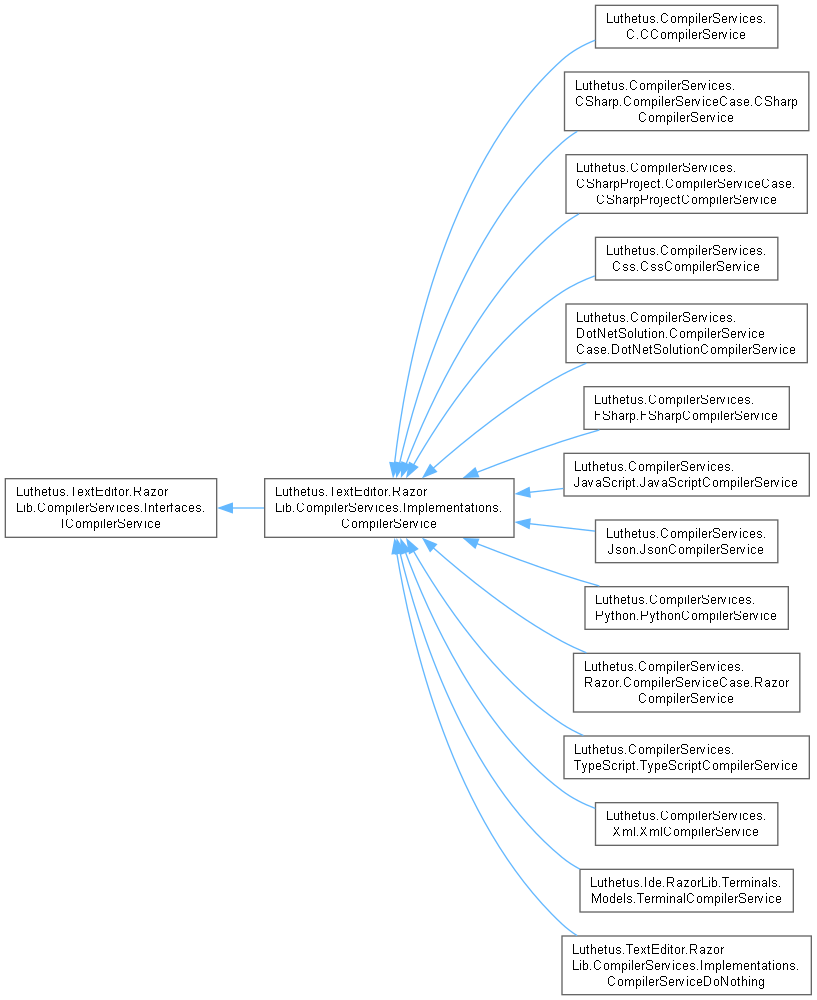 Luthetus.CompilerServices.
C.CCompilerService
Luthetus.CompilerServices.
CSharp.CompilerServiceCase.CSharp
CompilerService
Luthetus.CompilerServices.
CSharpProject.CompilerServiceCase.
CSharpProjectCompilerService
Luthetus.CompilerServices.
Css.CssCompilerService
Luthetus.CompilerServices.
DotNetSolution.CompilerService
Case.DotNetSolutionCompilerService
Luthetus.CompilerServices.
FSharp.FSharpCompilerService
Luthetus.TextEditor.Razor
Lib.CompilerServices.Interfaces.
ICompilerService
Luthetus.TextEditor.Razor
Lib.CompilerServices.Implementations.
CompilerService
Luthetus.CompilerServices.
JavaScript.JavaScriptCompilerService
Luthetus.CompilerServices.
Json.JsonCompilerService
Luthetus.CompilerServices.
Python.PythonCompilerService
Luthetus.CompilerServices.
Razor.CompilerServiceCase.Razor
CompilerService
Luthetus.CompilerServices.
TypeScript.TypeScriptCompilerService
Luthetus.CompilerServices.
Xml.XmlCompilerService
Luthetus.Ide.RazorLib.Terminals.
Models.TerminalCompilerService
Luthetus.TextEditor.Razor
Lib.CompilerServices.Implementations.
CompilerServiceDoNothing